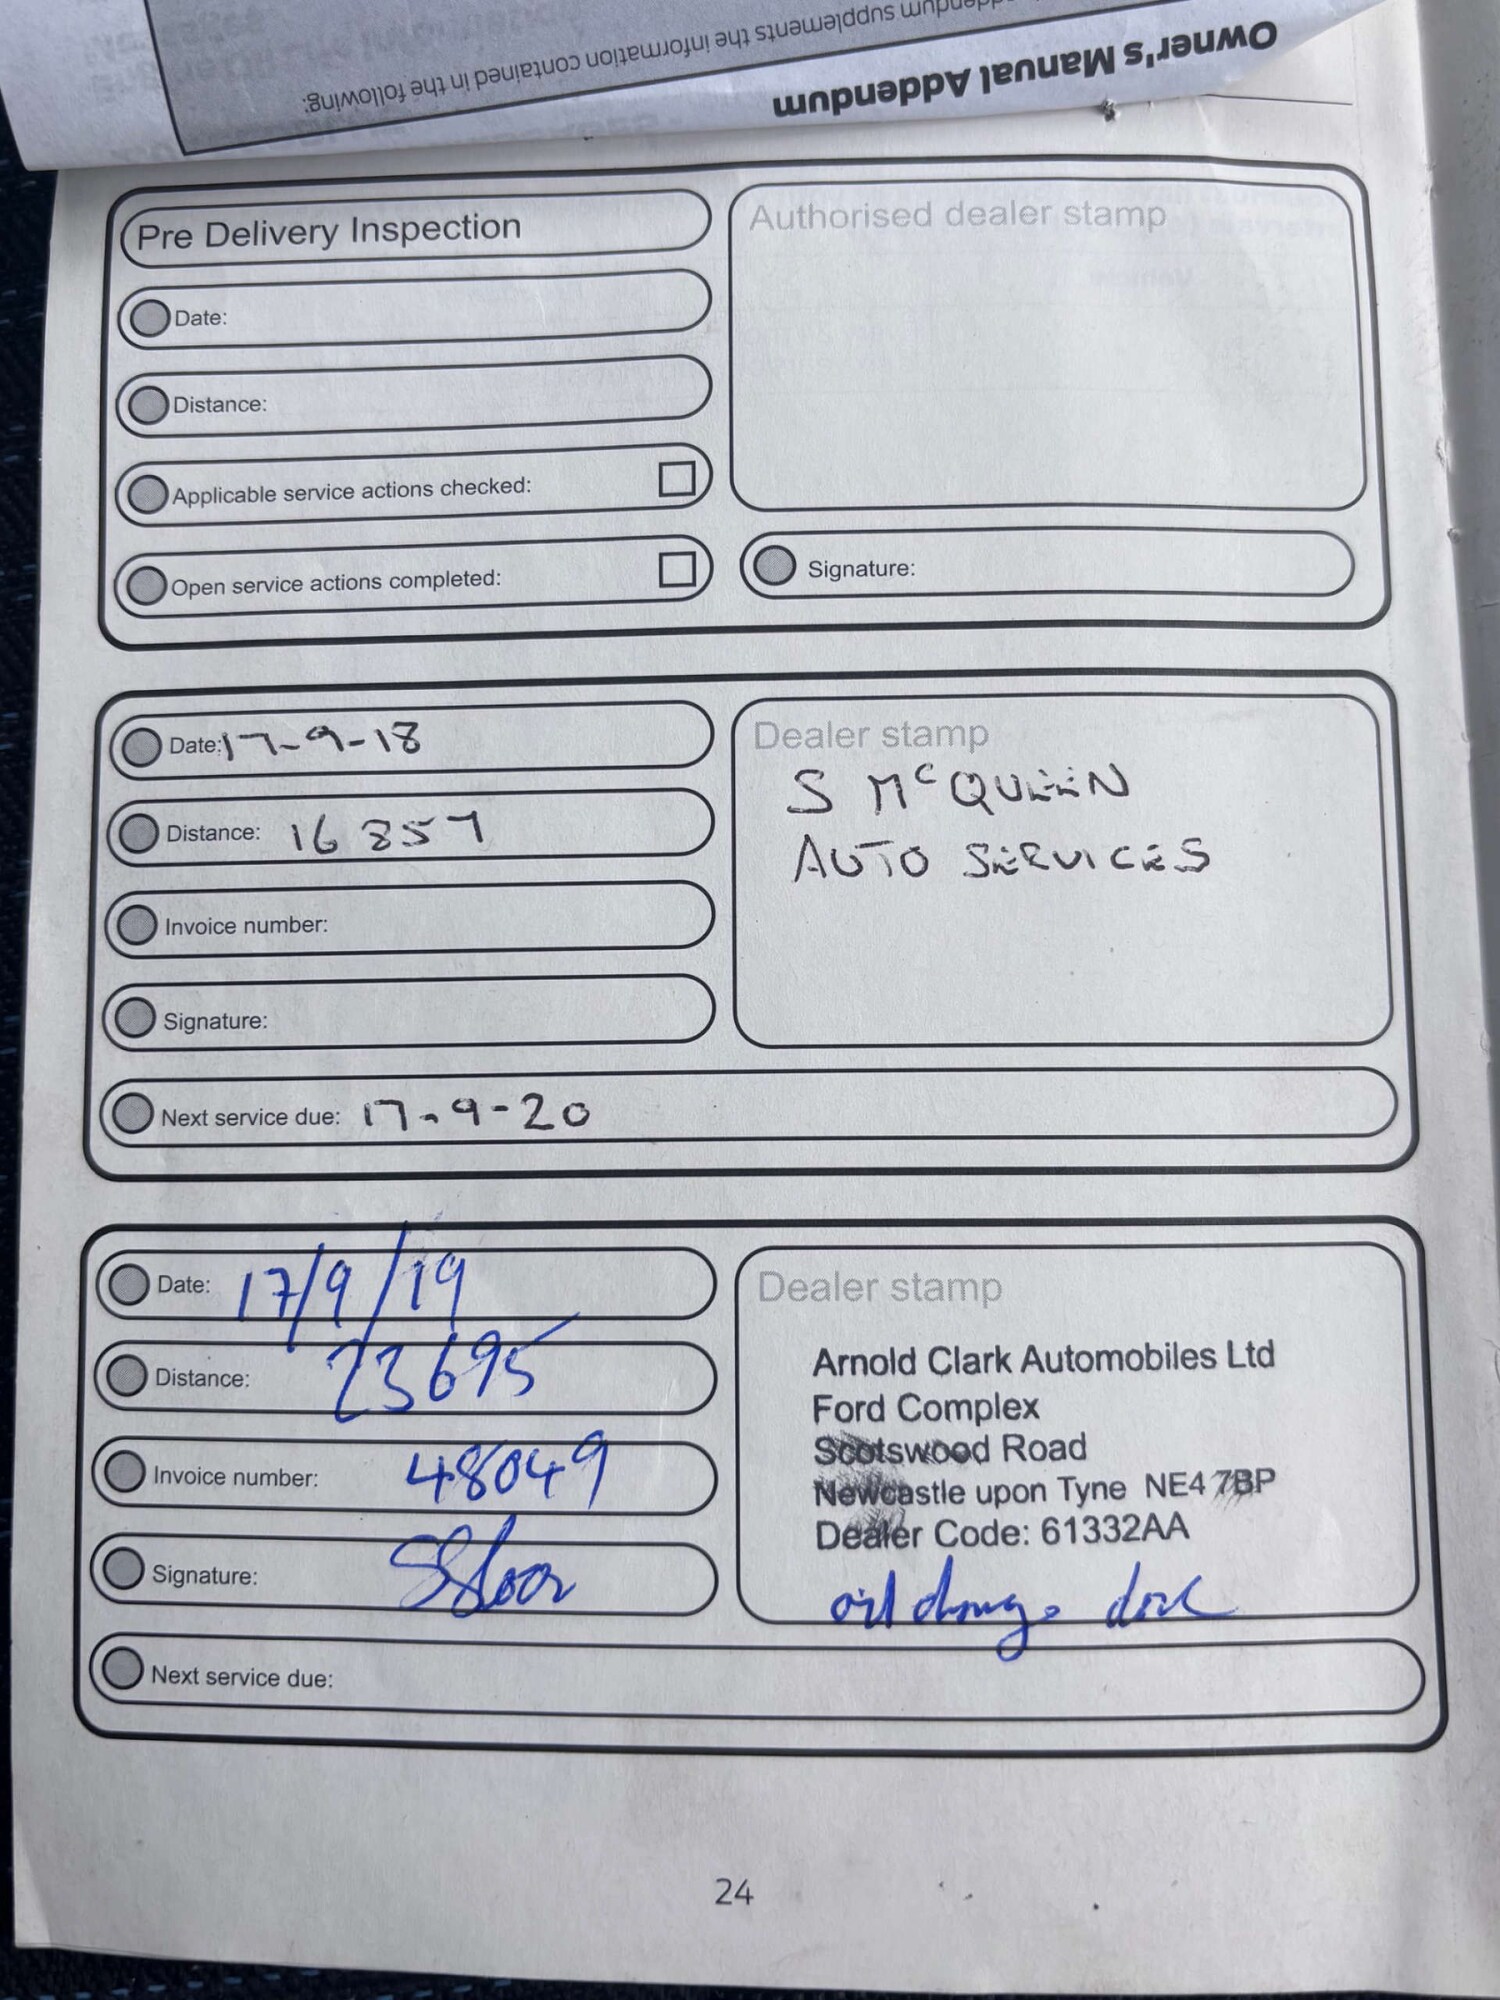 Owner's Manual Addendum
supplements the information contained in the following:
Pre Delivery Inspection
Date:
Distance:
Applicable service actions checked:
Open service actions completed:
Authorised dealer stamp
Signature:
Date: 17-9-18
Distance: 16 857
Invoice number:
Signature:
Next service due: 17-9-20
Dealer stamp
S McQUEEN
AUTO SERVICES
Date: 17/9/19
Distance: 23695
Invoice number: 48049
Signature:
Next service due:
Dealer stamp
Arnold Clark Automobiles Ltd
Ford Complex
Scotswood Road
Newcastle upon Tyne NE4 7BP
Dealer Code: 61332AA
oil change done
24